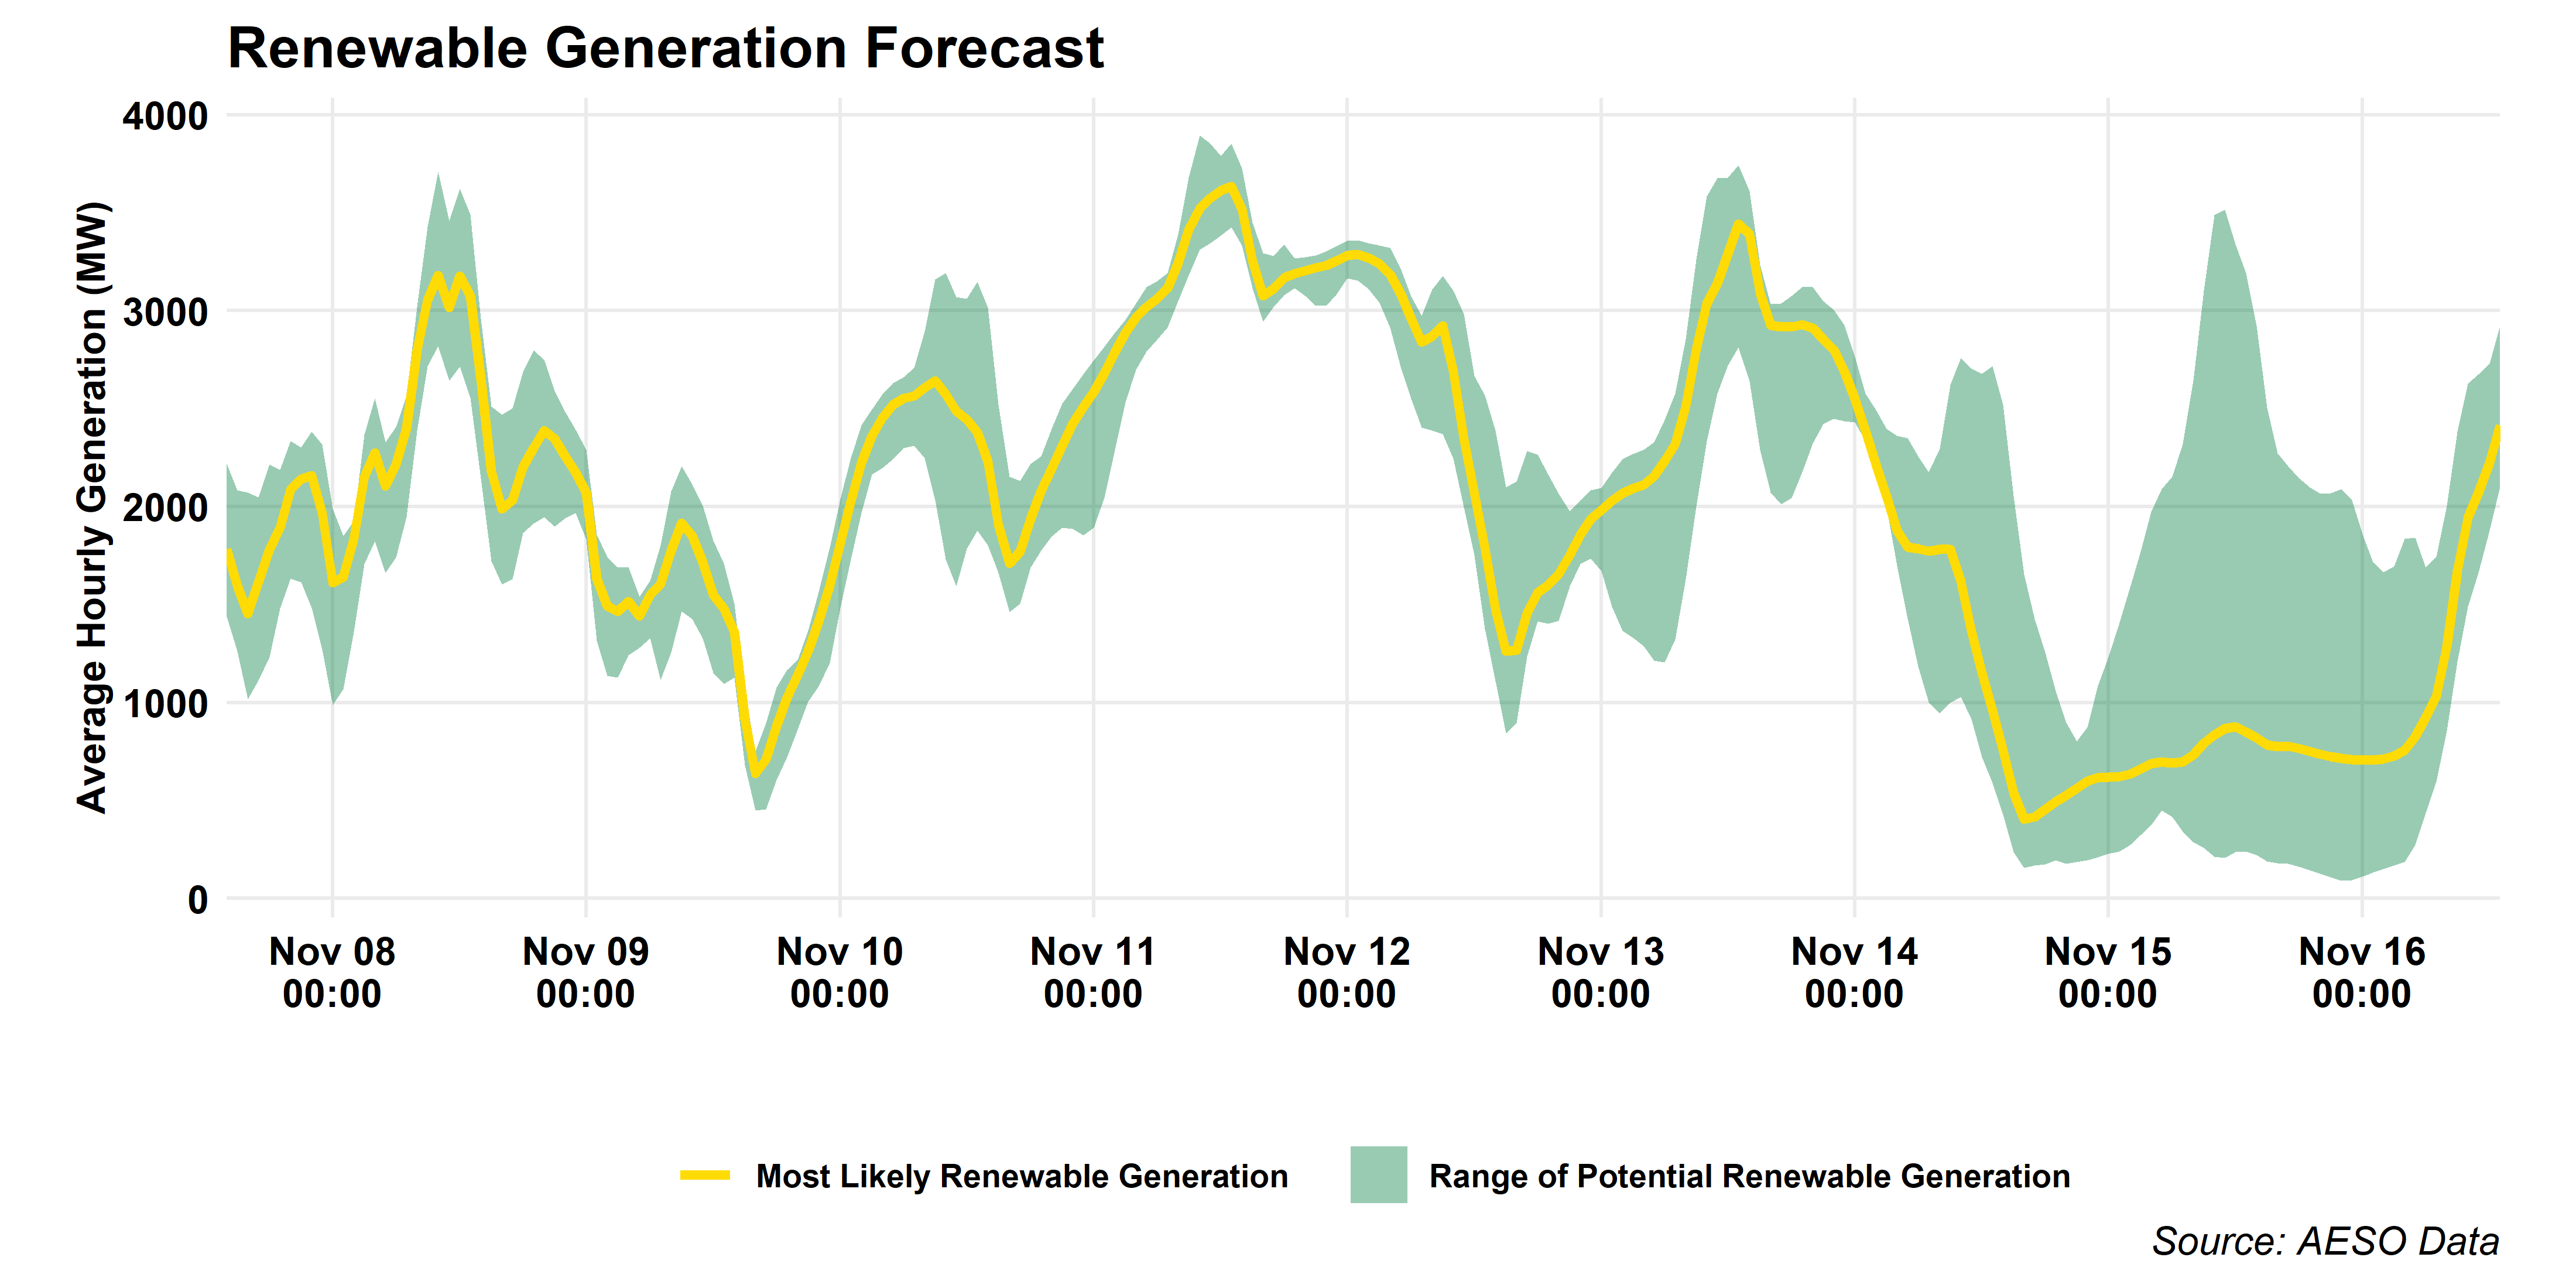 Renewable Generation Forecast
Average Hourly Generation (MW)
4000
3000
2000
1000
0
Nov 08 Nov 09 Nov 10 Nov 11 Nov 12 Nov 13 Nov 14 Nov 15 Nov 16
00:00 00:00 00:00 00:00 00:00 00:00 00:00 00:00 00:00
Most Likely Renewable Generation Range of Potential Renewable Generation
Source: AESO Data